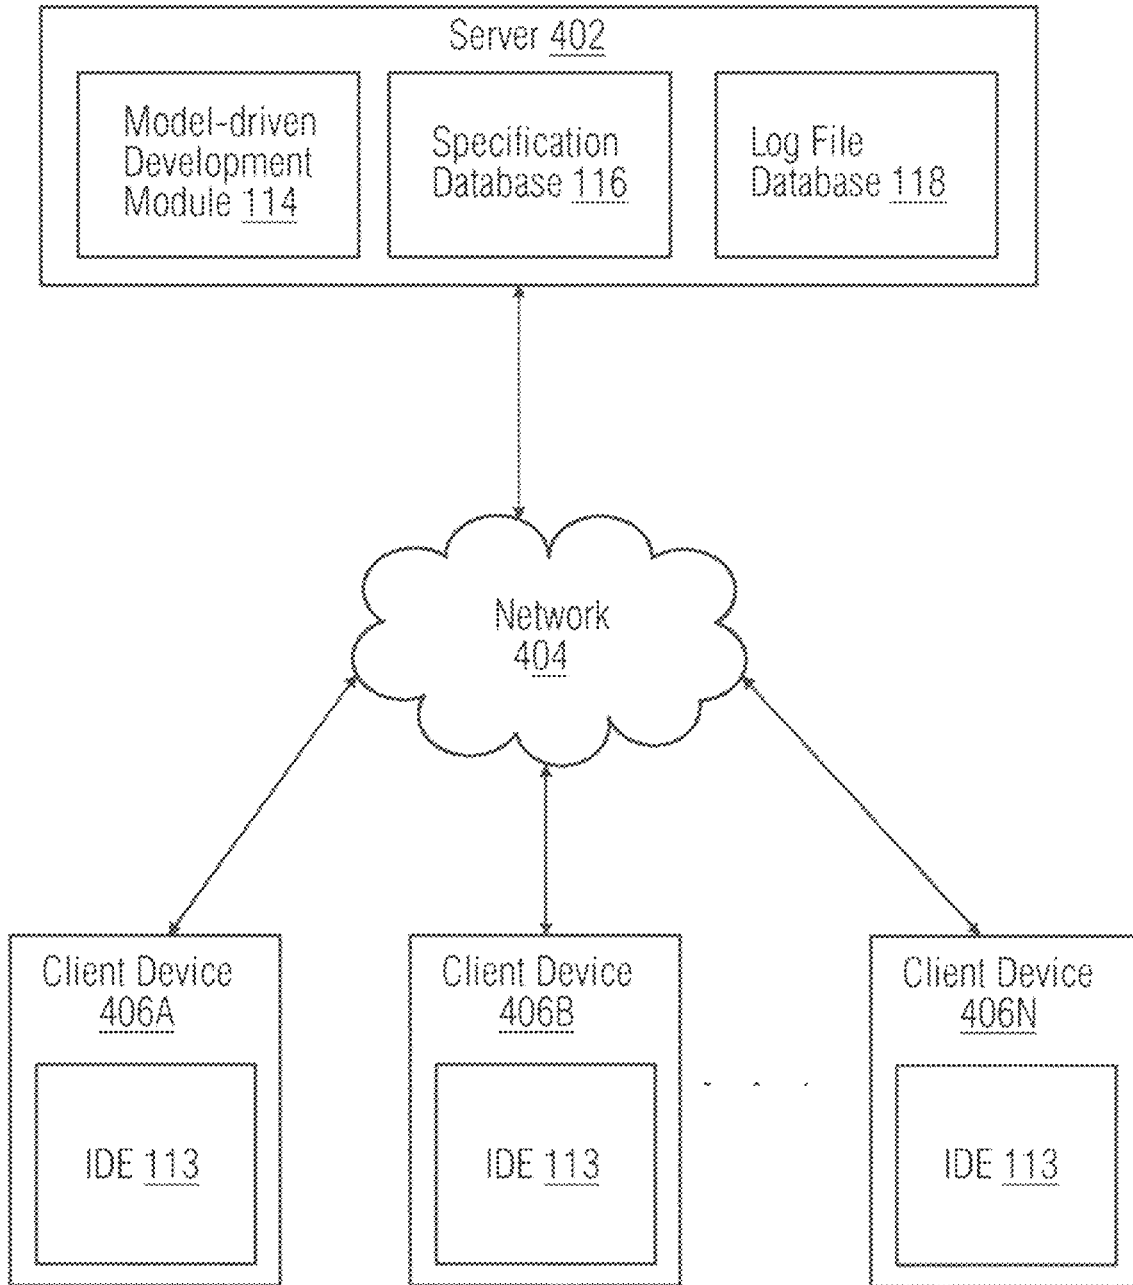 Server 402
Model-driven
Development
Module 114
Specification
Database 116
Log File
Database 118
Network
404
Client Device
406A
IDE 113
Client Device
406B
IDE 113
. . .
Client Device
406N
IDE 113